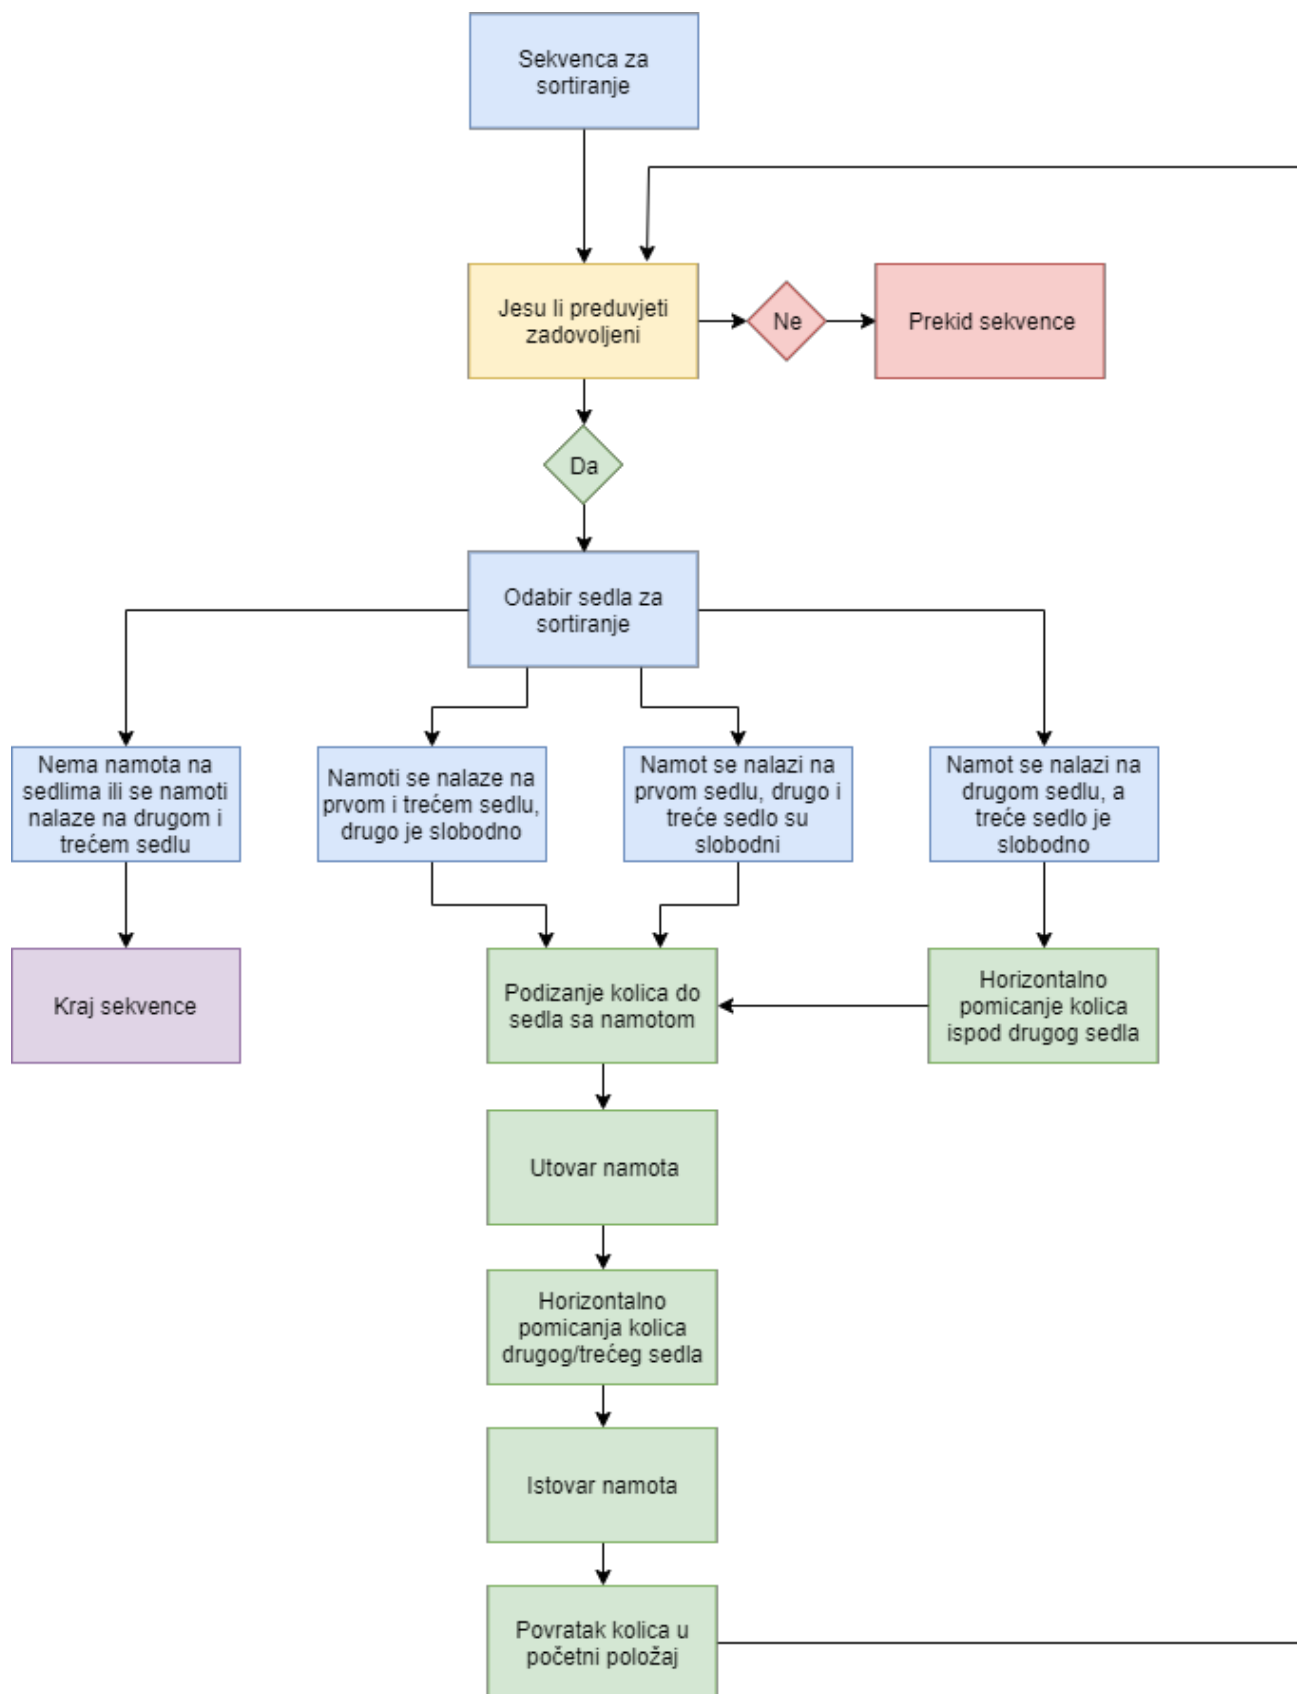 Sekvenca za
sortiranje
Jesu li preduvjeti
zadovoljeni
Ne
Prekid sekvence
Da
Odabir sedla za
sortiranje
Nema namota na
sedlima ili se namoti
nalaze na drugom i
trećem sedlu
Namoti se nalaze na
prvom i trećem sedlu,
drugo je slobodno
Namot se nalazi na
prvom sedlu, drugo i
treće sedlo su
slobodni
Namot se nalazi na
drugom sedlu, a
treće sedlo je
slobodno
Kraj sekvence
Podizanje kolica do
sedla sa namotom
Horizontalno
pomicanje kolica
ispod drugog sedla
Utovar namota
Horizontalno
pomicanja kolica
drugog/trećeg sedla
Istovar namota
Povratak kolica u
početni položaj